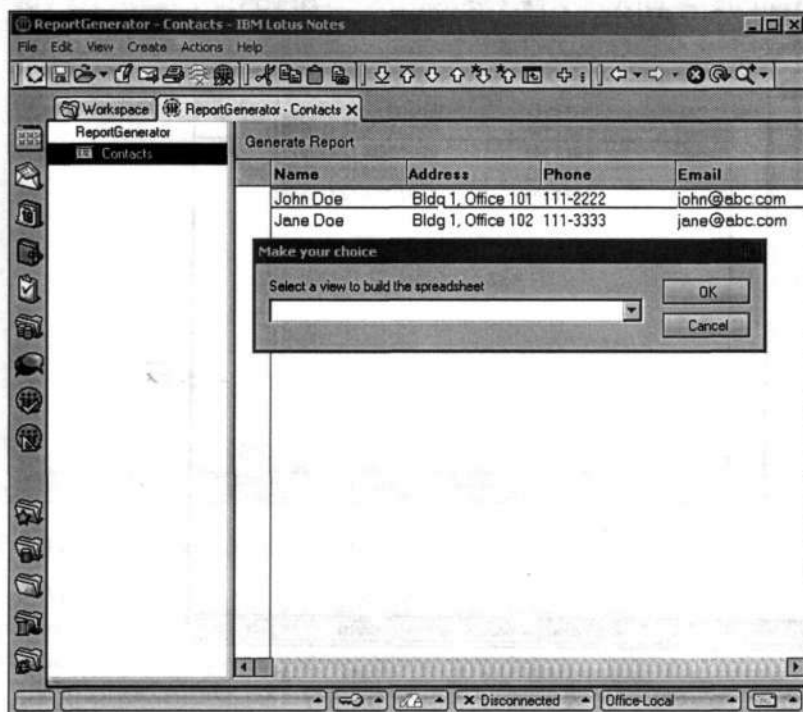 ReportGenerator - Contacts - IBM Lotus Notes
File Edit View Create Actions Help
Workspace ReportGenerator - Contacts X
ReportGenerator
Contacts
Generate Report
Name Address Phone Email
John Doe Bldg 1, Office 101 111-2222 john@abc.com
Jane Doe Bldg 1, Office 102 111-3333 jane@abc.com
Make your choice
Select a view to build the spreadsheet
OK
Cancel
Disconnected Office-Local